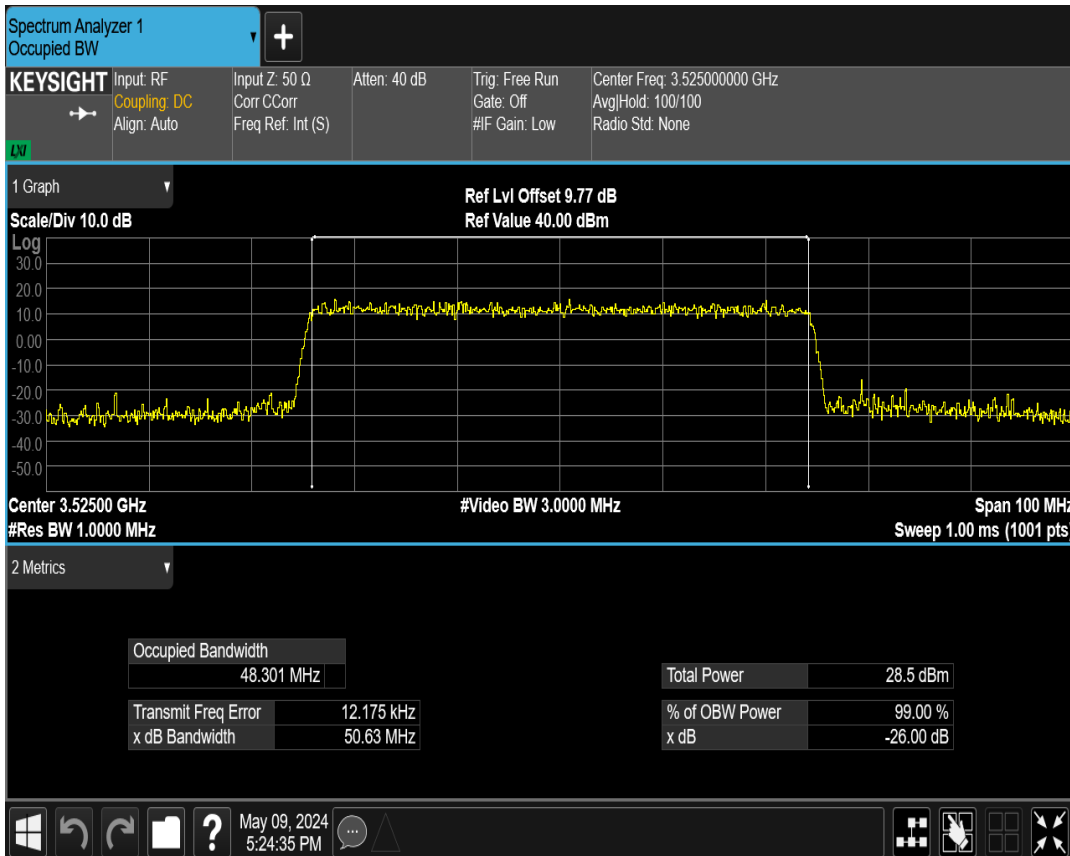 Spectrum Analyzer 1
Occupied BW
KEYSIGHT
LXI
Input: RF
Coupling: DC
Align: Auto
Input Z: 50 Ω
Corr CCorr
Freq Ref: Int (S)
Atten: 40 dB
Trig: Free Run
Gate: Off
#IF Gain: Low
Center Freq: 3.525000000 GHz
Avg|Hold: 100/100
Radio Std: None
1 Graph
Scale/Div 10.0 dB
Ref Lvl Offset 9.77 dB
Ref Value 40.00 dBm
Log
30.0
20.0
10.0
0.00
-10.0
-20.0
-30.0
-40.0
-50.0
Center 3.52500 GHz
#Video BW 3.0000 MHz
Span 100 MHz
#Res BW 1.0000 MHz
Sweep 1.00 ms (1001 pts)
2 Metrics
Occupied Bandwidth
48.301 MHz
Total Power 28.5 dBm
Transmit Freq Error 12.175 kHz
% of OBW Power 99.00 %
x dB Bandwidth 50.63 MHz
x dB -26.00 dB
?
May 09, 2024
5:24:35 PM